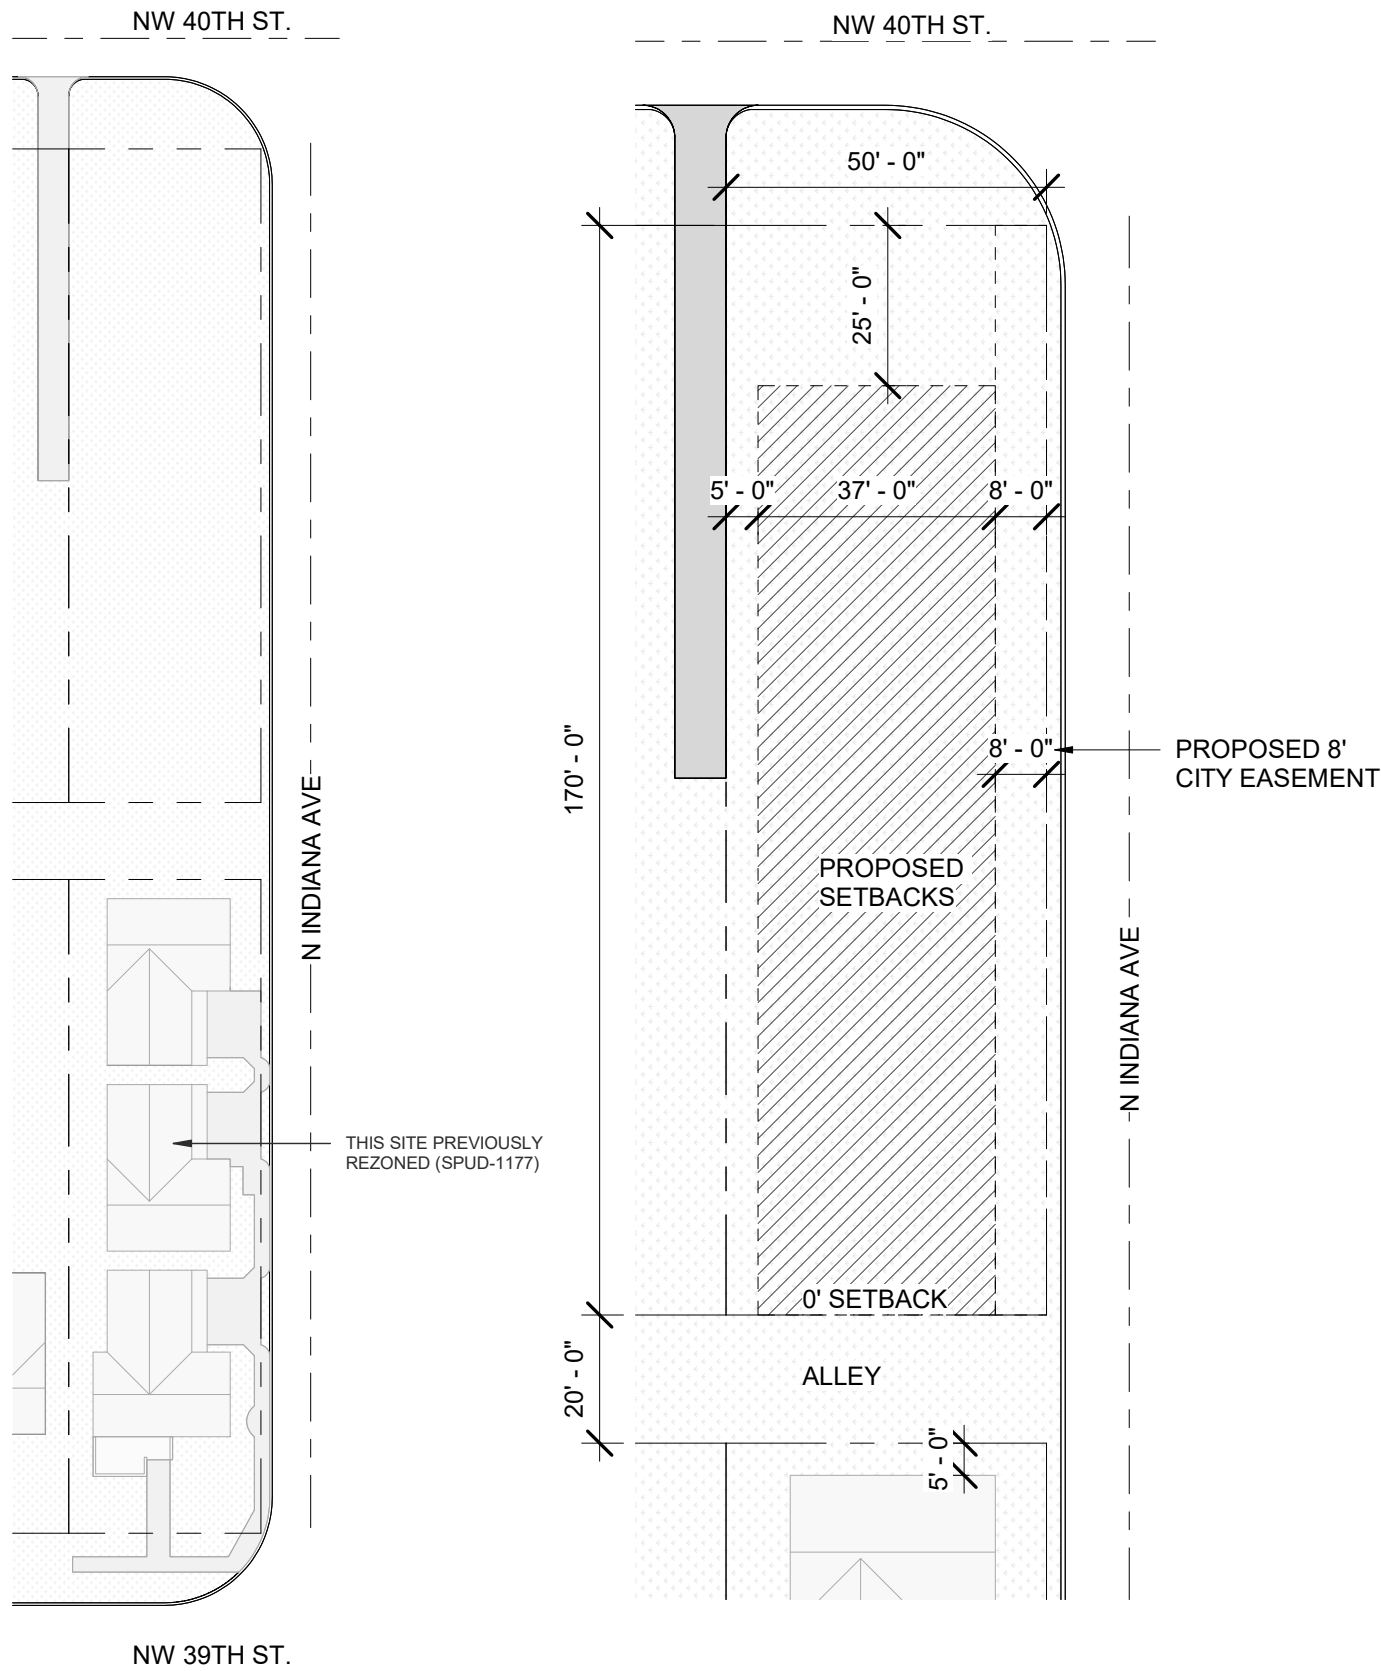 NW 40TH ST.
N INDIANA AVE
THIS SITE PREVIOUSLY
REZONED (SPUD-1177)
NW 39TH ST.
NW 40TH ST.
50' - 0"
25' - 0"
5' - 0"
37' - 0"
8' - 0"
170' - 0"
8' - 0"
PROPOSED 8'
CITY EASEMENT
PROPOSED
SETBACKS
N INDIANA AVE
0' SETBACK
20' - 0"
ALLEY
5' - 0"